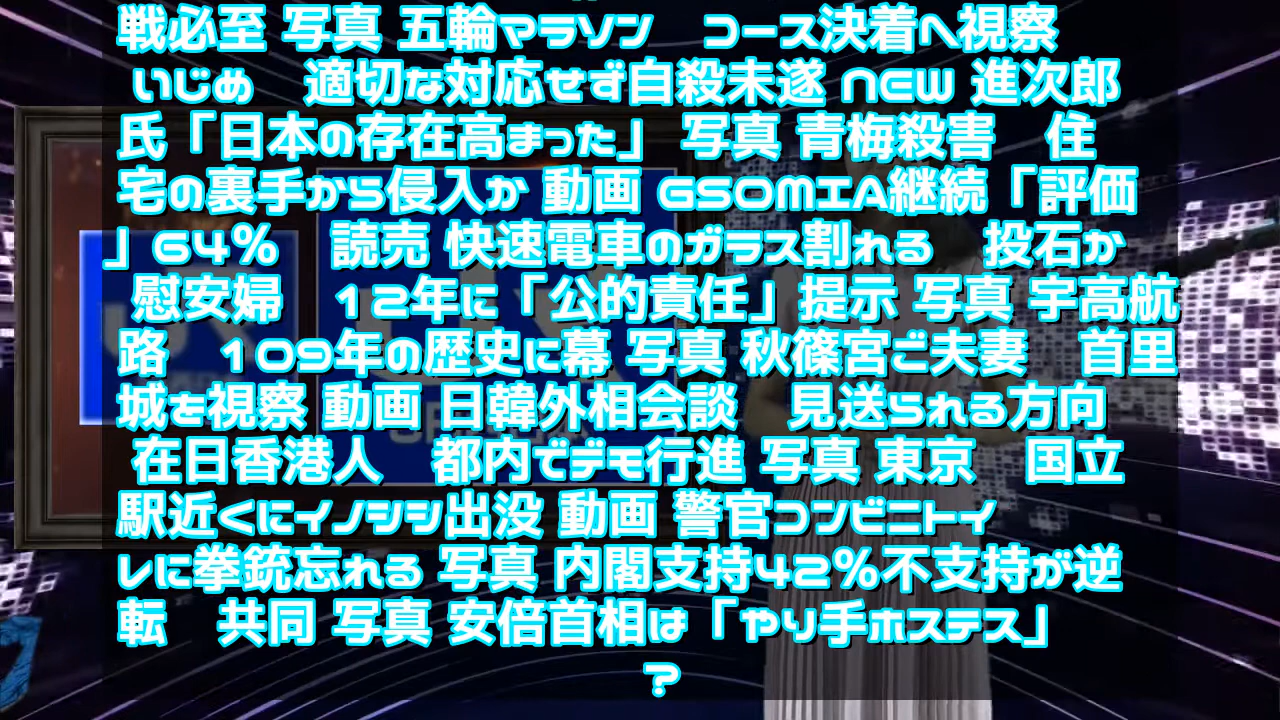 戦必至 写真 五輪マラソン　コース決着へ視察
いじめ　適切な対応せず自殺未遂 NEW 進次郎
氏「日本の存在高まった」 写真 青梅殺害　住
宅の裏手から侵入か 動画 GSOMIA継続「評価
」64％　読売 快速電車のガラス割れる　投石か
慰安婦　12年に「公的責任」提示 写真 宇高航
路　109年の歴史に幕 写真 秋篠宮ご夫妻　首里
城を視察 動画 日韓外相会談　見送られる方向
在日香港人　都内でデモ行進 写真 東京　国立
駅近くにイノシシ出没 動画 警官コンビニトイ
レに拳銃忘れる 写真 内閣支持42％不支持が逆
転　共同 写真 安倍首相は「やり手ホステス」
？